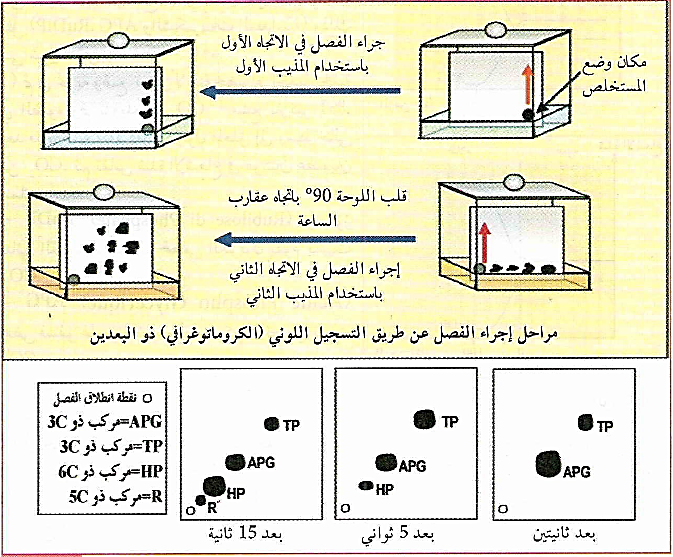 جراء الفصل في الاتجاه الأول
باستخدام المذيب الأول
مكان وضع
المستخلص
قلب اللوحة 90° باتجاه عقارب
الساعة
إجراء الفصل في الاتجاه الثاني
باستخدام المذيب الثاني
مراحل إجراء الفصل عن طريق التسجيل اللوني (الكروماتوغرافي) ذو البعدين
نقطة انطلاق الفصل
APG=مركب ذو 3C
TP=مركب ذو 3C
HP=مركب ذو 6C
R=مركب ذو 5C
TP
APG
HP
R
بعد 15 ثانية
TP
APG
HP
بعد 5 ثواني
TP
APG
بعد ثانيتين